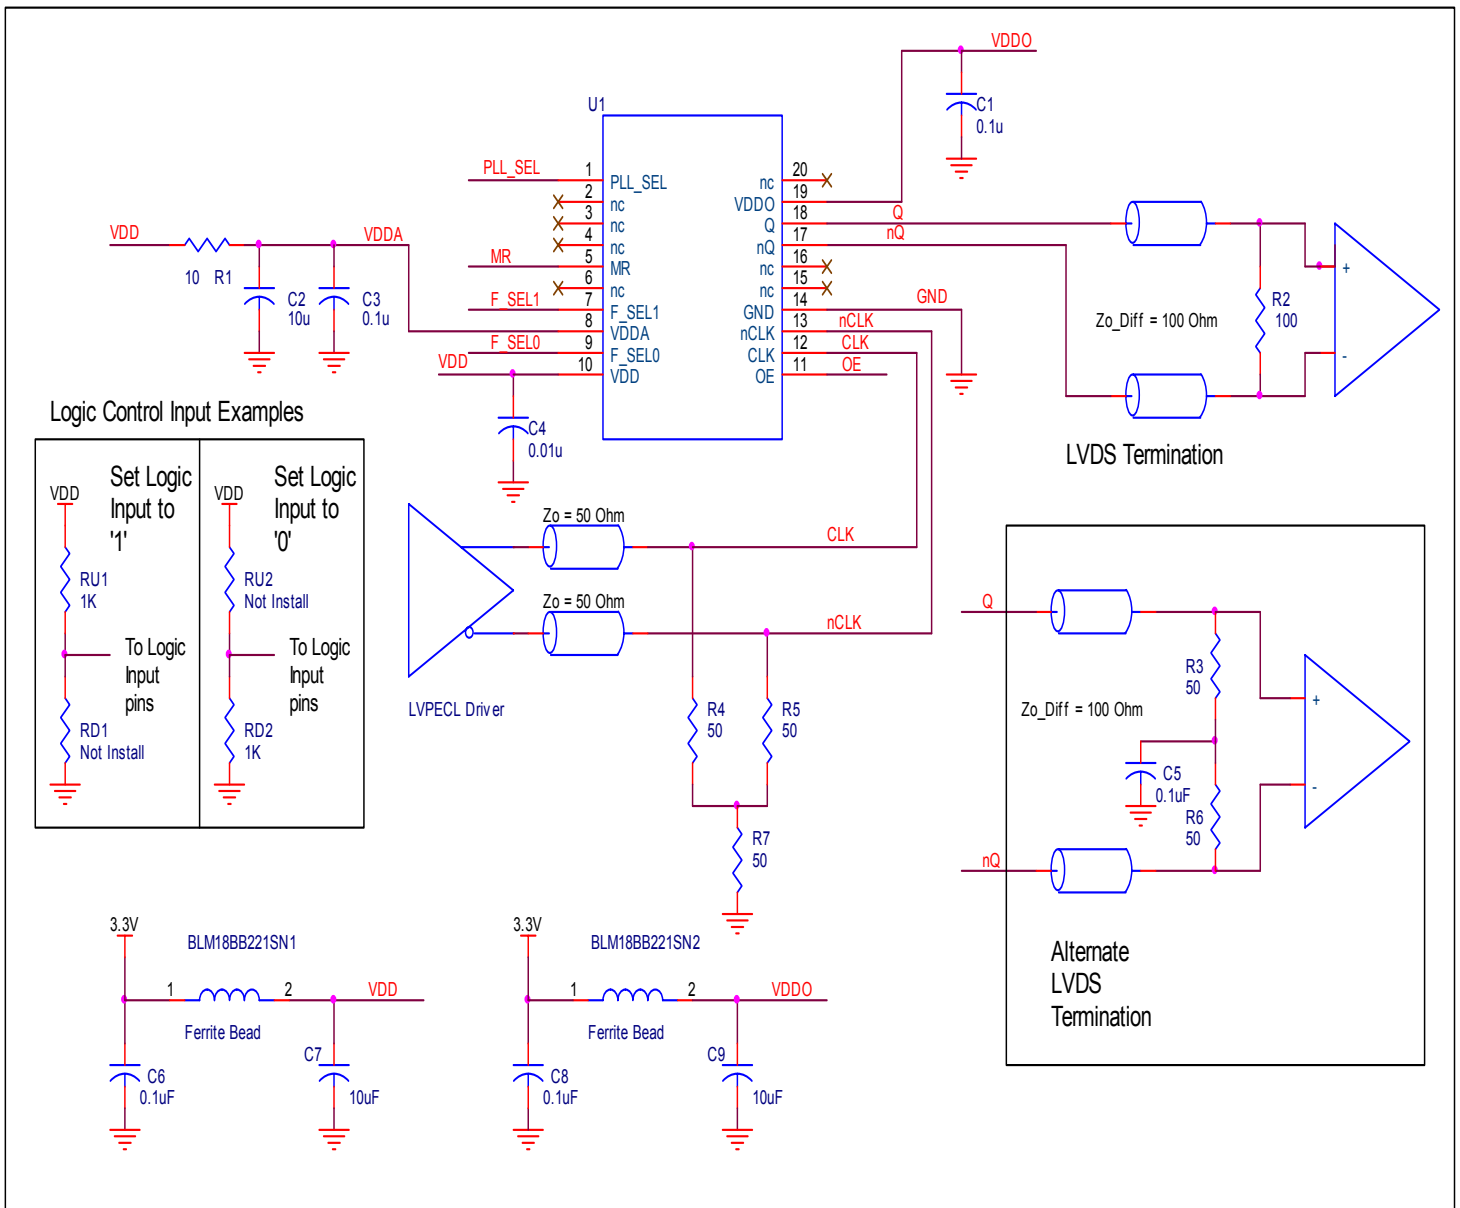 VDDO
C1
0.1u
U1
PLL_SEL
MR
F_SEL1
F_SEL0
VDD
1
2
3
4
5
6
7
8
9
10
PLL_SEL
nc
nc
nc
MR
nc
F_SEL1
VDDA
F_SEL0
VDD
nc
VDDO
Q
nQ
nc
nc
GND
nCLK
CLK
OE
20
19
18
17
16
15
14
13
12
11
Q
nQ
GND
nCLK
CLK
OE
VDD
VDDA
10 R1
C2
10u
C3
0.1u
C4
0.01u
Zo_Diff = 100 Ohm
R2
100
+
-
LVDS Termination
Logic Control Input Examples
VDD
Set Logic
Input to
'1'
RU1
1K
To Logic
Input
pins
RD1
Not Install
VDD
Set Logic
Input to
'0'
RU2
Not Install
To Logic
Input
pins
RD2
1K
Zo = 50 Ohm
CLK
Zo = 50 Ohm
nCLK
LVPECL Driver
R4
50
R5
50
R7
50
Q
R3
50
Zo_Diff = 100 Ohm
+
-
C5
0.1uF
R6
50
nQ
Alternate
LVDS
Termination
3.3V
BLM18BB221SN1
1
2
VDD
Ferrite Bead
C6
0.1uF
C7
10uF
3.3V
BLM18BB221SN2
1
2
VDDO
Ferrite Bead
C8
0.1uF
C9
10uF